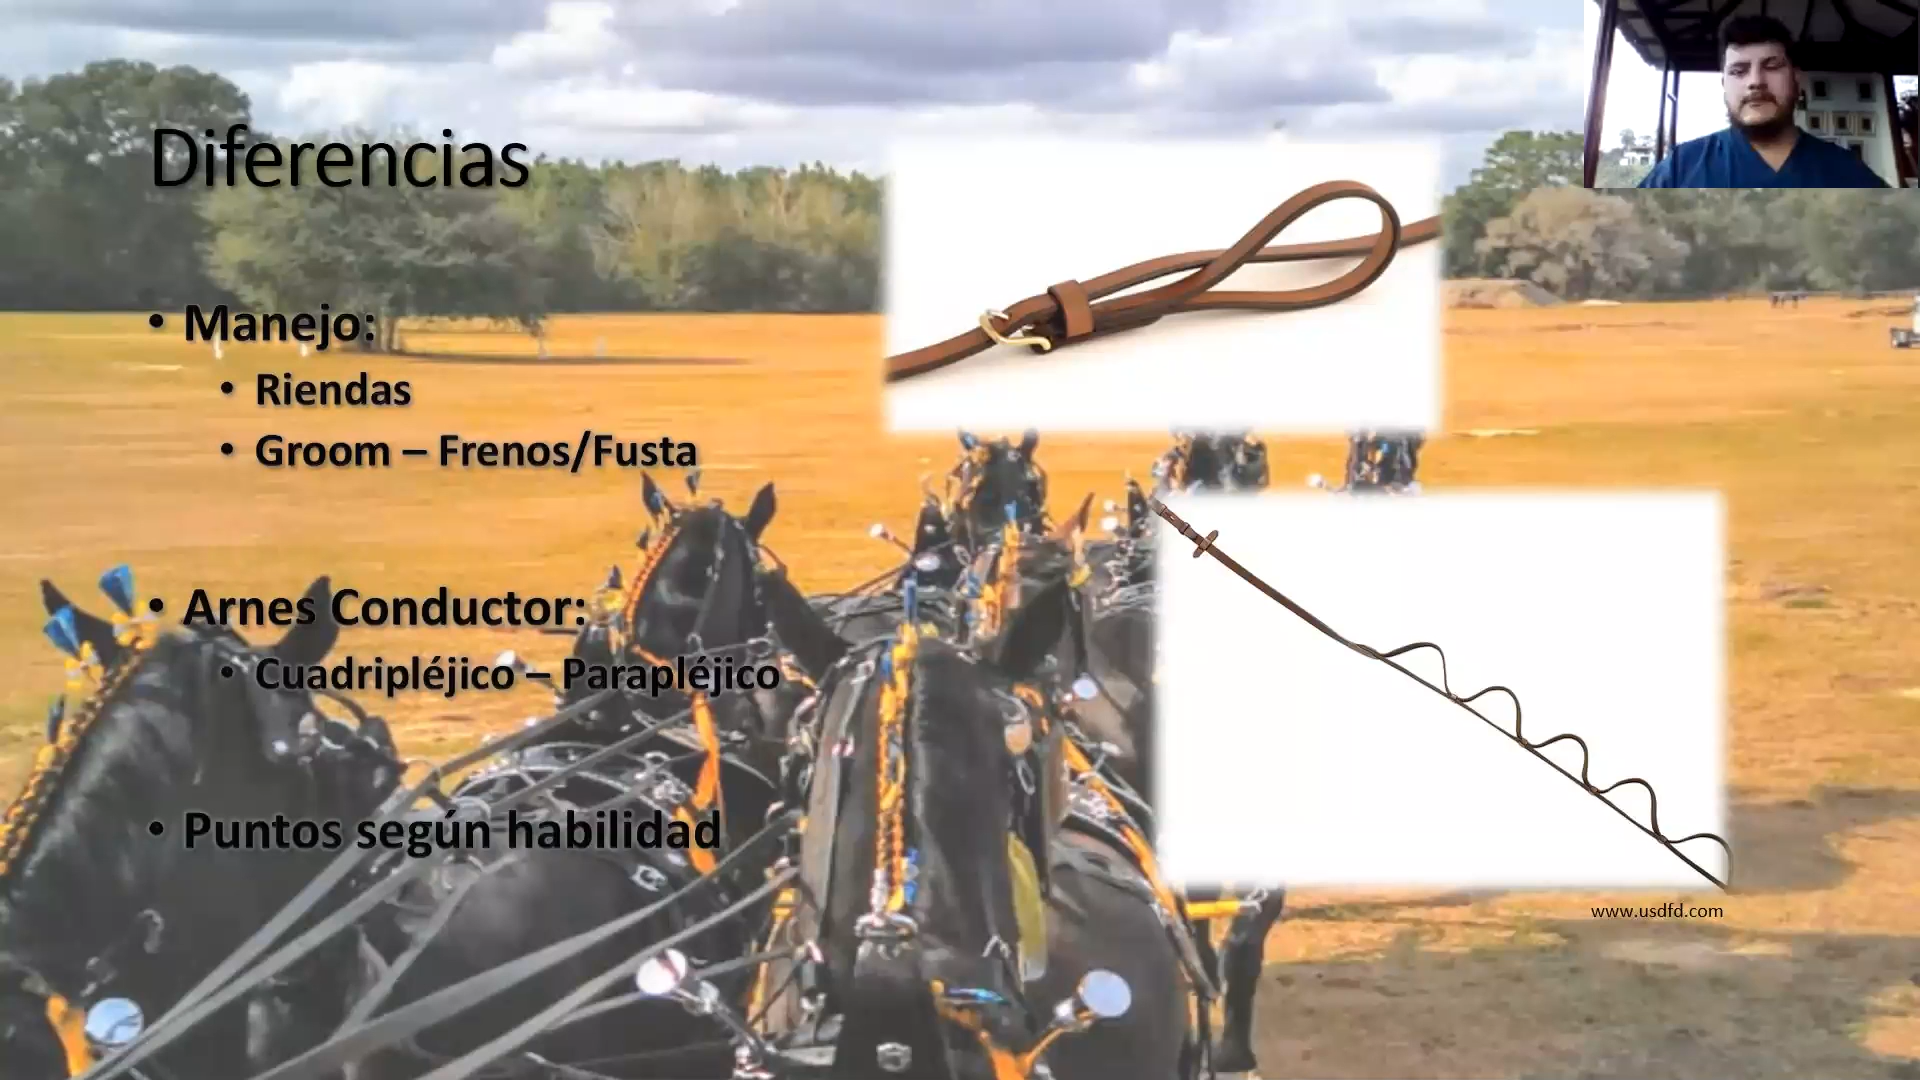 Diferencias
• Manejo:
• Riendas
• Groom – Frenos/Fusta
• Arnes Conductor:
• Cuadripléjico – Parapléjico
• Puntos según habilidad
www.usdfd.com